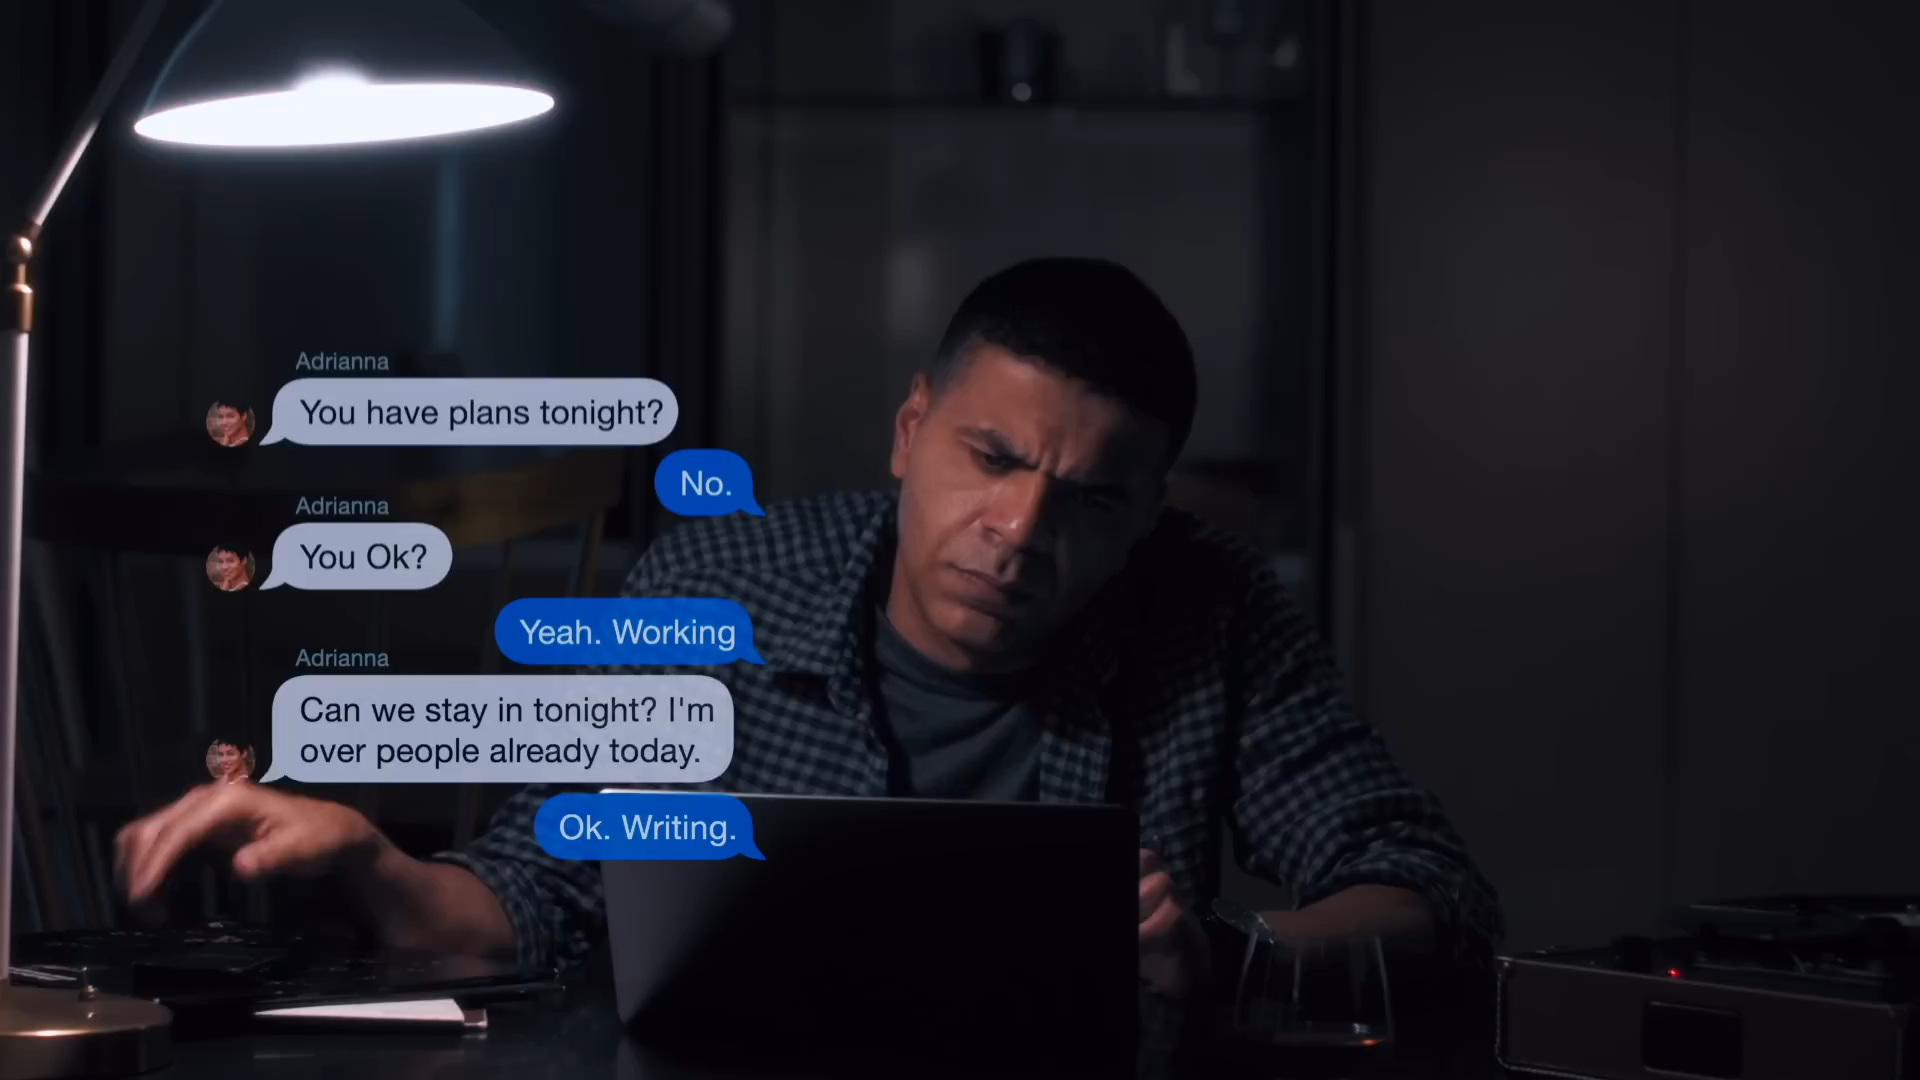 Adrianna
You have plans tonight?
No.
Adrianna
You Ok?
Yeah. Working
Adrianna
Can we stay in tonight? I'm
over people already today.
Ok. Writing.